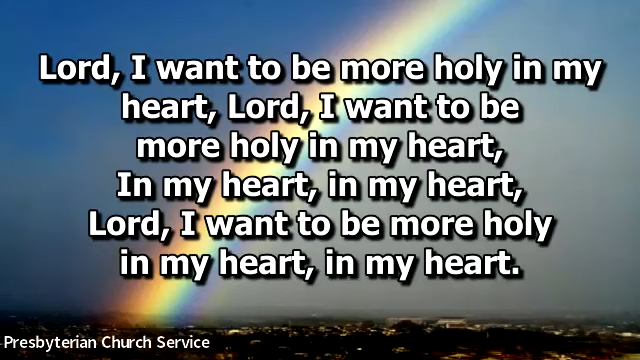 Lord, I want to be more holy in my
heart, Lord, I want to be
more holy in my heart,
In my heart, in my heart,
Lord, I want to be more holy
in my heart, in my heart.
Presbyterian Church Service